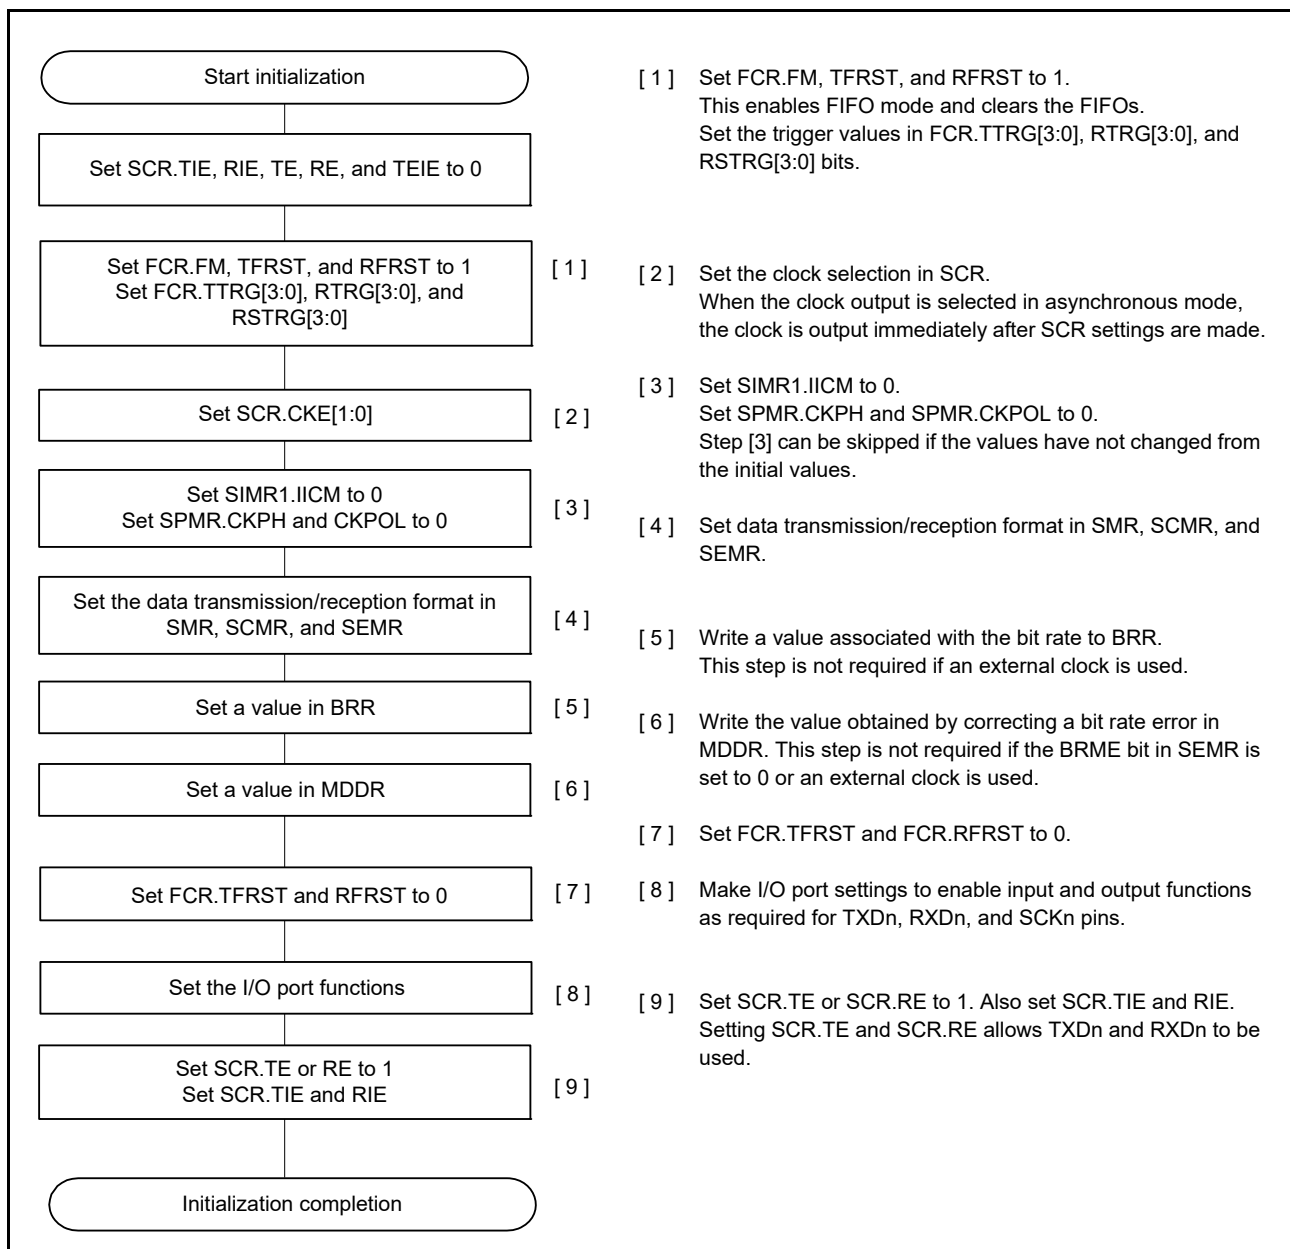 Start initialization
Set SCR.TIE, RIE, TE, RE, and TEIE to 0
Set FCR.FM, TFRST, and RFRST to 1
Set FCR.TTRG[3:0], RTRG[3:0], and
RSTRG[3:0]
[ 1 ]
Set SCR.CKE[1:0]
[ 2 ]
Set SIMR1.IICM to 0
Set SPMR.CKPH and CKPOL to 0
[ 3 ]
Set the data transmission/reception format in
SMR, SCMR, and SEMR
[ 4 ]
Set a value in BRR
[ 5 ]
Set a value in MDDR
[ 6 ]
Set FCR.TFRST and RFRST to 0
[ 7 ]
Set the I/O port functions
[ 8 ]
Set SCR.TE or RE to 1
Set SCR.TIE and RIE
[ 9 ]
Initialization completion
[ 1 ] Set FCR.FM, TFRST, and RFRST to 1.
This enables FIFO mode and clears the FIFOs.
Set the trigger values in FCR.TTRG[3:0], RTRG[3:0], and
RSTRG[3:0] bits.
[ 2 ] Set the clock selection in SCR.
When the clock output is selected in asynchronous mode,
the clock is output immediately after SCR settings are made.
[ 3 ] Set SIMR1.IICM to 0.
Set SPMR.CKPH and SPMR.CKPOL to 0.
Step [3] can be skipped if the values have not changed from
the initial values.
[ 4 ] Set data transmission/reception format in SMR, SCMR, and
SEMR.
[ 5 ] Write a value associated with the bit rate to BRR.
This step is not required if an external clock is used.
[ 6 ] Write the value obtained by correcting a bit rate error in
MDDR. This step is not required if the BRME bit in SEMR is
set to 0 or an external clock is used.
[ 7 ] Set FCR.TFRST and FCR.RFRST to 0.
[ 8 ] Make I/O port settings to enable input and output functions
as required for TXDn, RXDn, and SCKn pins.
[ 9 ] Set SCR.TE or SCR.RE to 1. Also set SCR.TIE and RIE.
Setting SCR.TE and SCR.RE allows TXDn and RXDn to be
used.